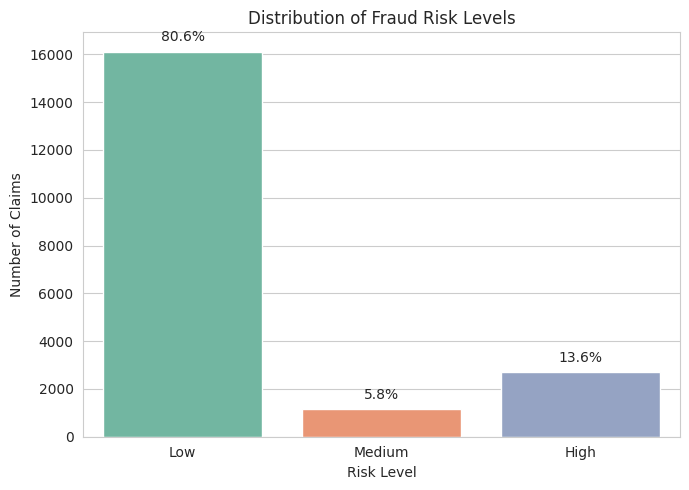 Distribution of Fraud Risk Levels
80.6%
16000
14000
12000
10000
8000
6000
4000
2000
0
13.6%
5.8%
Number of Claims
Low
Medium
High
Risk Level